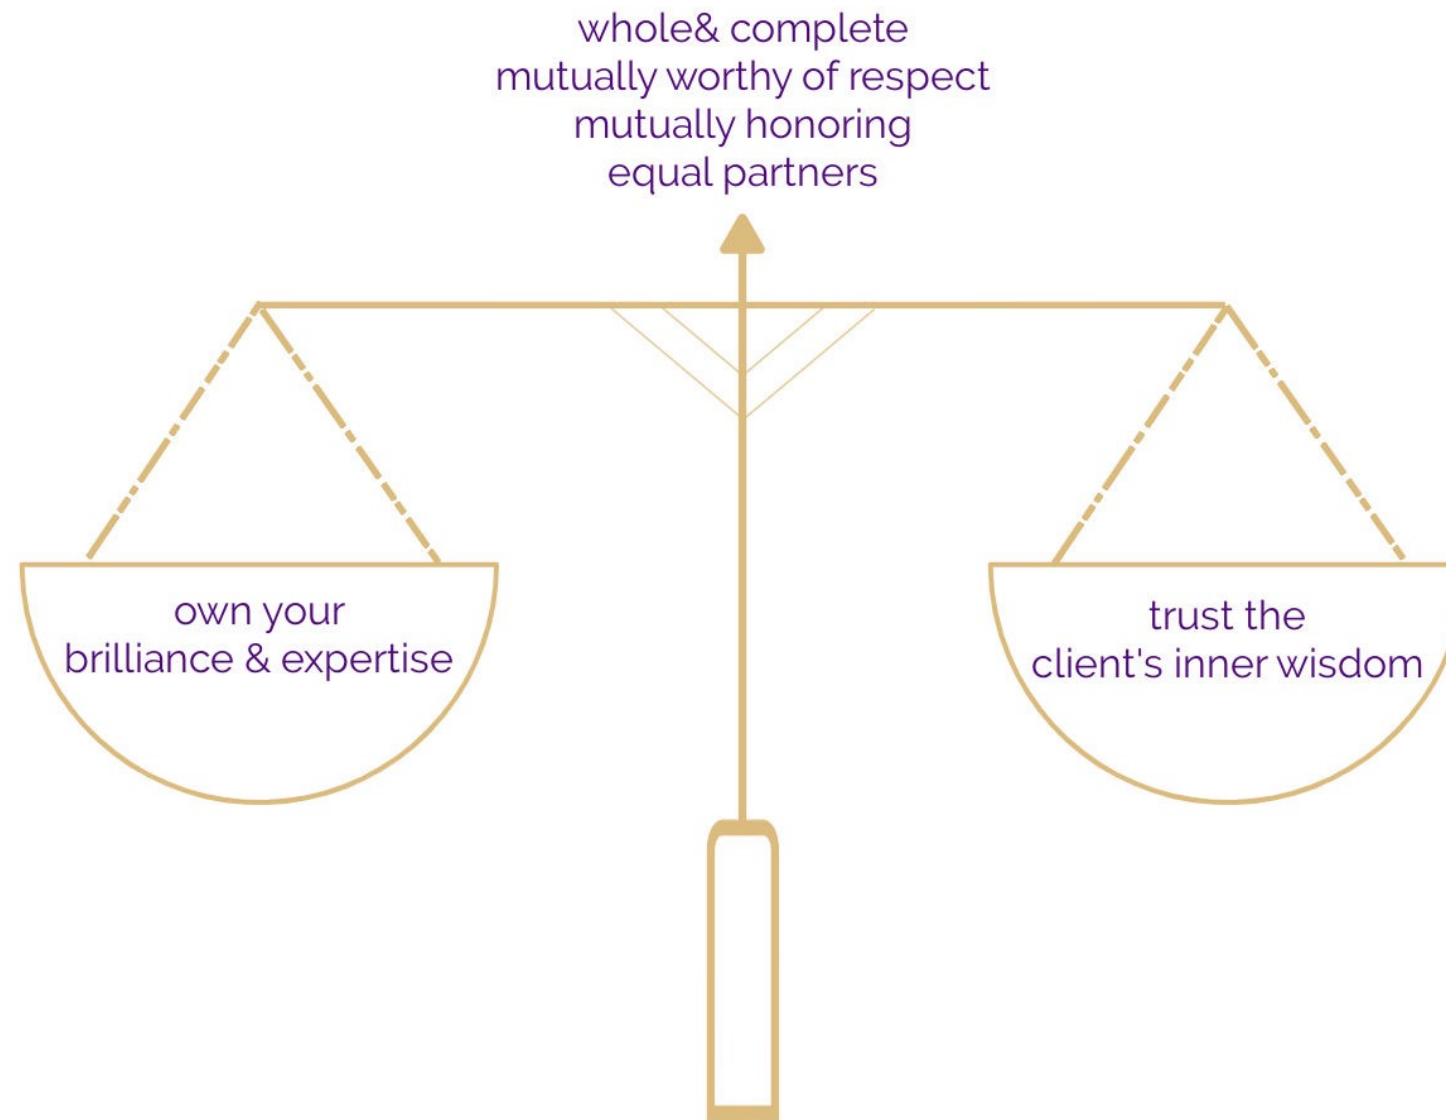 whole& complete
mutually worthy of respect
mutually honoring
equal partners
own your
brilliance & expertise
trust the
client's inner wisdom